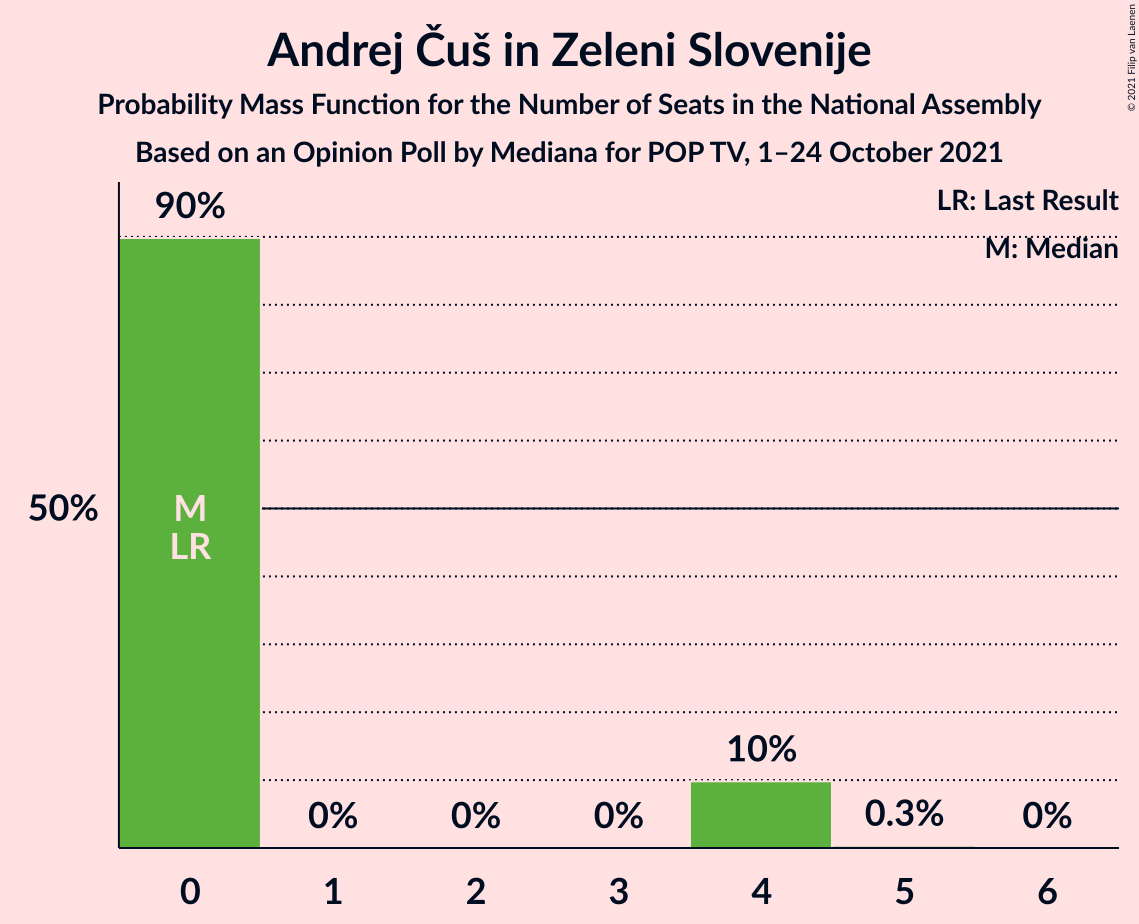 Andrej Čuš in Zeleni Slovenije
Probability Mass Function for the Number of Seats in the National Assembly
Based on an Opinion Poll by Mediana for POP TV, 1–24 October 2021
© 2021 Filip van Laenen
LR: Last Result
M: Median
90%
50%
M
LR
10%
0%
0%
0%
0.3%
0%
0
1
2
3
4
5
6